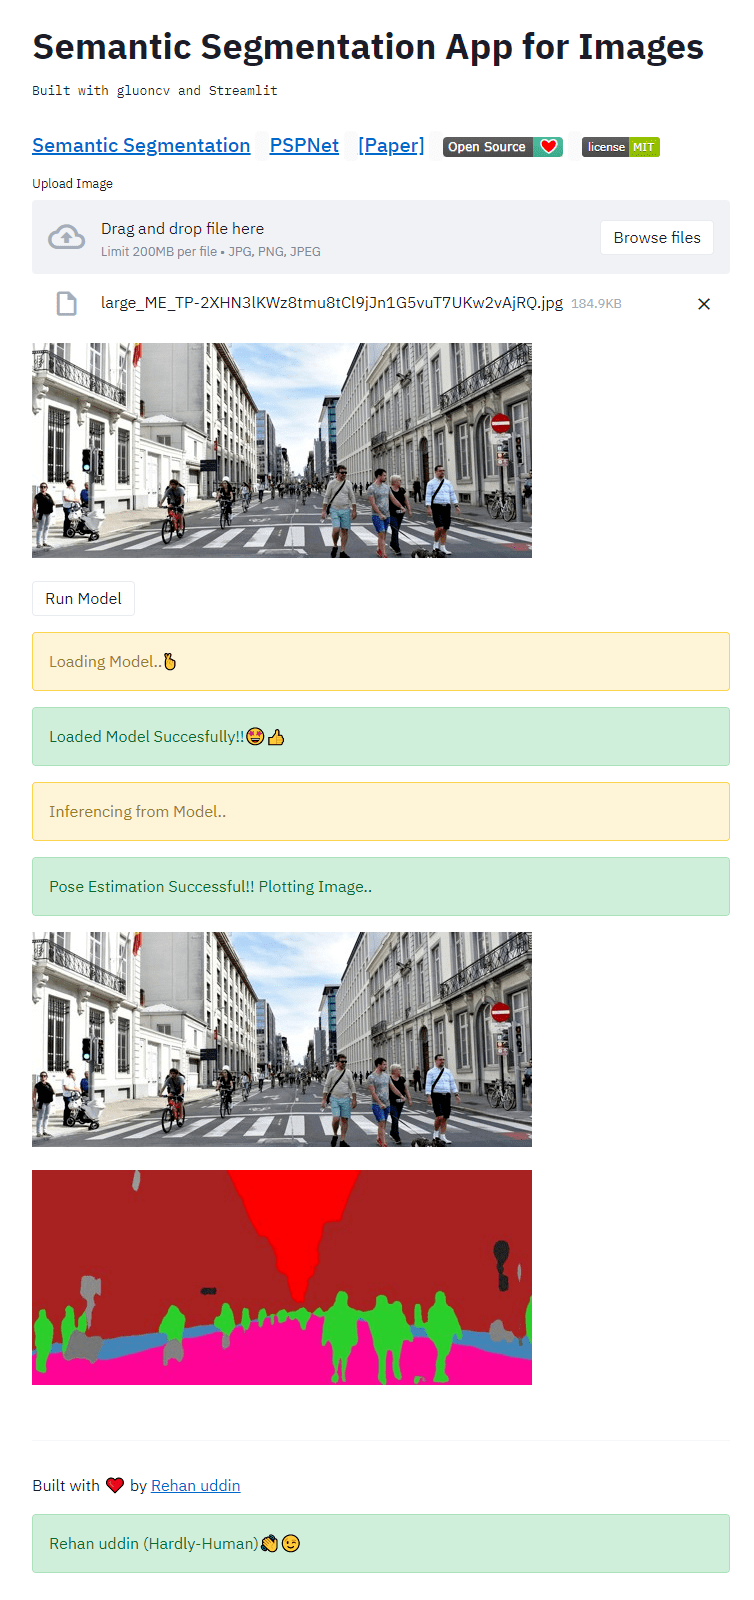 Semantic Segmentation App for Images
Built with gluoncv and Streamlit
Semantic Segmentation PSPNet [Paper] Open Source license MIT
Upload Image
Drag and drop file here
Limit 200MB per file • JPG, PNG, JPEG
Browse files
large_ME_TP-2XHN3lKWz8tmu8tCl9jJn1G5vuT7UKw2vAjRQ.jpg 184.9KB
Run Model
Loading Model..🫰
Loaded Model Succesfully!!🤩👍
Inferencing from Model..
Pose Estimation Successful!! Plotting Image..
Built with ❤️ by Rehan uddin
Rehan uddin (Hardly-Human)👏😉